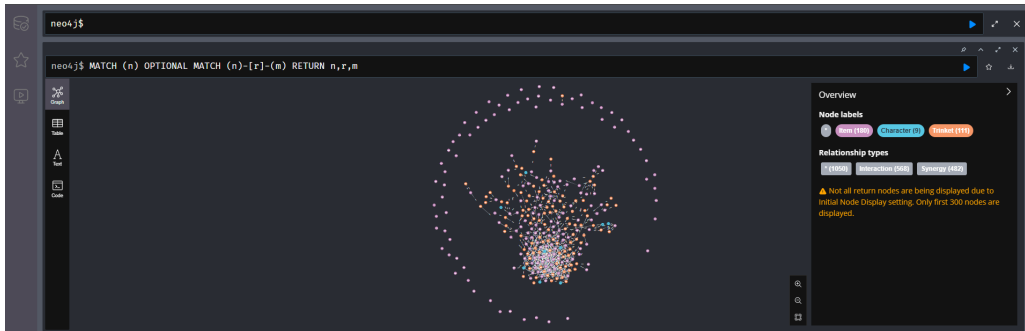 neo4j$
neo4j$ MATCH (n) OPTIONAL MATCH (n)-[r]-(m) RETURN n,r,m
Graph
Table
Text
Code
Overview
Node labels
* Item (180) Character (9) Trinket (111)
Relationship types
* (1050) Interaction (568) Synergy (482)
Not all return nodes are being displayed due to
Initial Node Display setting. Only first 300 nodes are
displayed.